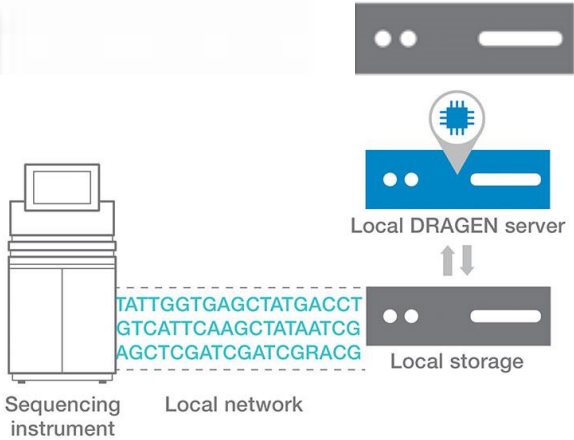 Local DRAGEN server
TATTGGTGAGCTATGACCT
GTCATTCAAGCTATAATCG
AGCTCGATCGATCGRACG
Local storage
Sequencing
instrument
Local network